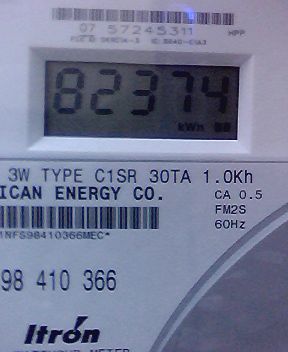 07 57245311 HPP
82374
kWh
3W TYPE C1SR 30TA 1.0Kh
ICAN ENERGY CO. CA 0.5
FM2S
60Hz
1NFS98410366MEC*
98 410 366
Itron